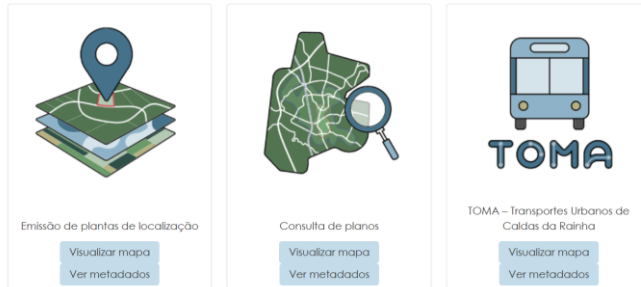 Emissão de plantas de localização
Visualizar mapa
Ver metadados
Consulta de planos
Visualizar mapa
Ver metadados
TOMA
TOMA – Transportes Urbanos de
Caldas da Rainha
Visualizar mapa
Ver metadados